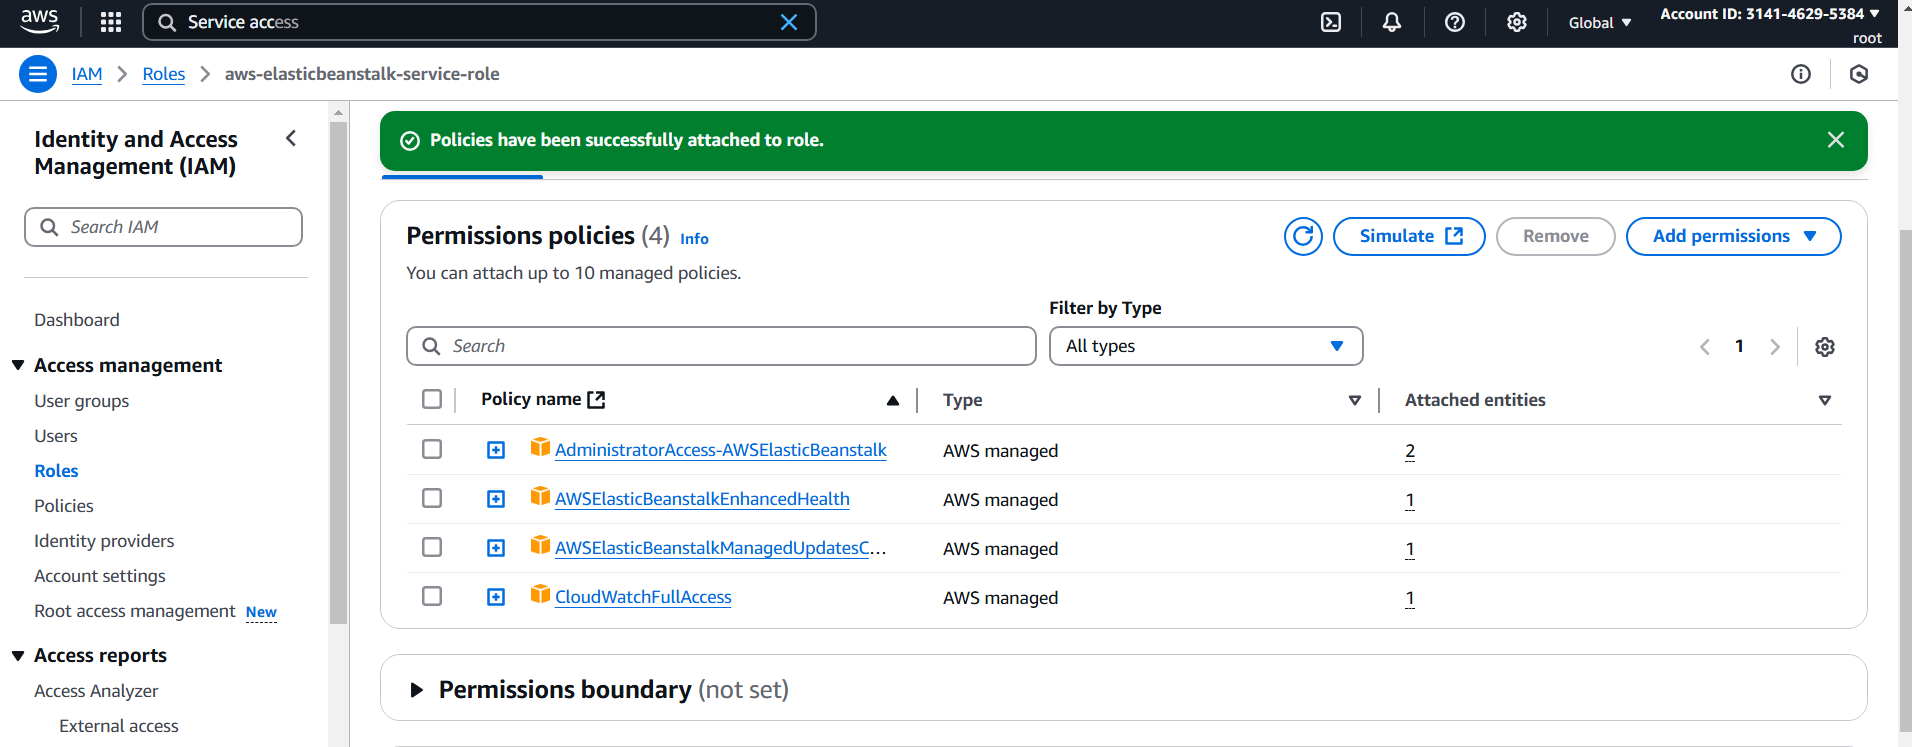 aws
Service access
Global
Account ID: 3141-4629-5384
root
IAM
Roles
aws-elasticbeanstalk-service-role
Identity and Access
Management (IAM)
Search IAM
Dashboard
Access management
User groups
Users
Roles
Policies
Identity providers
Account settings
Root access management New
Access reports
Access Analyzer
External access
Policies have been successfully attached to role.
Permissions policies (4) Info
Simulate
Remove
Add permissions
You can attach up to 10 managed policies.
Filter by Type
Search
All types
1
Policy name Type Attached entities
AdministratorAccess-AWSElasticBeanstalk AWS managed 2
AWSElasticBeanstalkEnhancedHealth AWS managed 1
AWSElasticBeanstalkManagedUpdatesC... AWS managed 1
CloudWatchFullAccess AWS managed 1
Permissions boundary (not set)